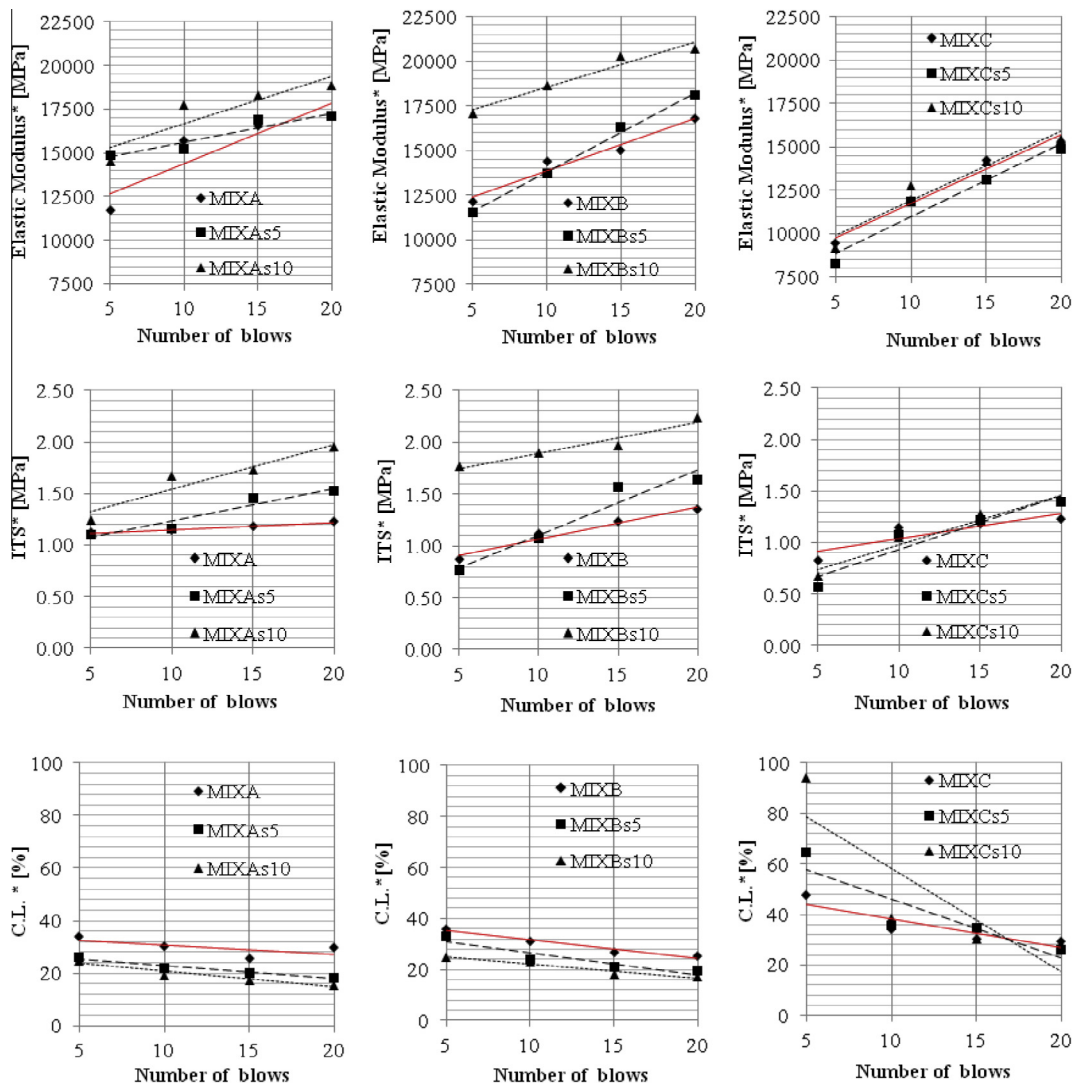 Elastic Modulus* [MPa]
22500
20000
17500
15000
12500
10000
7500
MIXA
MIXAs5
MIXAs10
5 10 15 20
Number of blows
Elastic Modulus* [MPa]
22500
20000
17500
15000
12500
10000
7500
MIXB
MIXBs5
MIXBs10
5 10 15 20
Number of blows
Elastic Modulus* [MPa]
22500
20000
17500
15000
12500
10000
7500
MIXC
MIXCs5
MIXCs10
5 10 15 20
Number of blows
ITS* [MPa]
2.50
2.00
1.50
1.00
0.50
0.00
MIXA
MIXAs5
MIXAs10
5 10 15 20
Number of blows
ITS* [MPa]
2.50
2.00
1.50
1.00
0.50
0.00
MIXB
MIXBs5
MIXBs10
5 10 15 20
Number of blows
ITS* [MPa]
2.50
2.00
1.50
1.00
0.50
0.00
MIXC
MIXCs5
MIXCs10
5 10 15 20
Number of blows
C.L. * [%]
100
80
60
40
20
0
MIXA
MIXAs5
MIXAs10
5 10 15 20
Number of blows
C.L.* [%]
100
80
60
40
20
0
MIXB
MIXBs5
MIXBs10
5 10 15 20
Number of blows
C.L.* [%]
100
80
60
40
20
0
MIXC
MIXCs5
MIXCs10
5 10 15 20
Number of blows